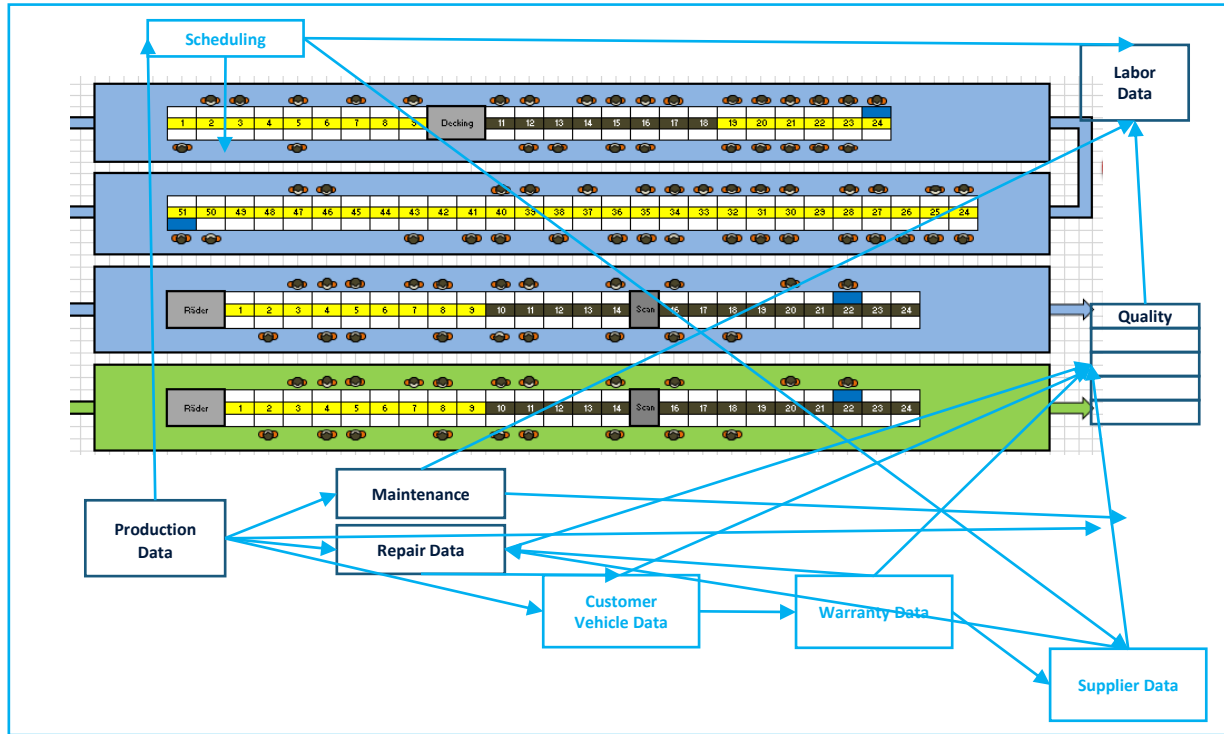 Scheduling
Labor
Data
1 2 3 4 5 6 7 8 9 Decking 11 12 13 14 15 16 17 18 19 20 21 22 23 24
51 50 49 48 47 46 45 44 43 42 41 40 39 38 37 36 35 34 33 32 31 30 29 28 27 26 25 24
Räder 1 2 3 4 5 6 7 8 9 10 11 12 13 14 Scan 16 17 18 19 20 21 22 23 24
Quality
Räder 1 2 3 4 5 6 7 8 9 10 11 12 13 14 Scan 16 17 18 19 20 21 22 23 24
Maintenance
Production
Data
Repair Data
Customer
Vehicle Data
Warranty Data
Supplier Data